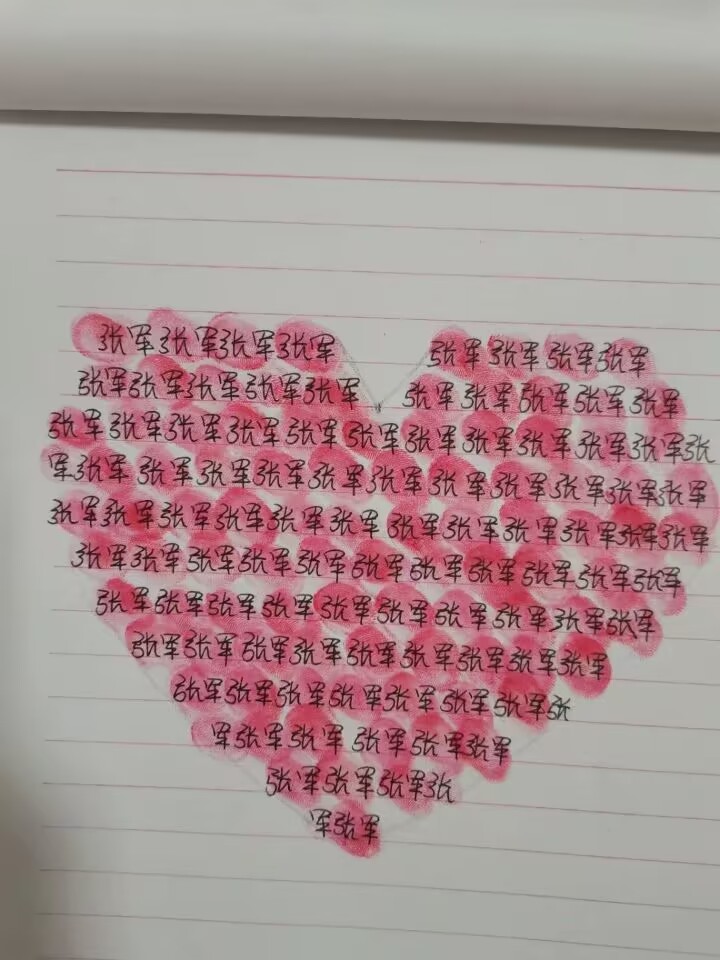 张军张军张军张军 张军张军张军张军
张军张军张军张军张军 张军张军张军张军张军
张军张军张军张军张军张军张军张军张军张军张军张
军张军张军张军张军张军张军张军张军张军张军张军
张军张军张军张军张军张军张军张军张军张军张军张军
张军张军张军张军张军张军张军张军张军张军张军
张军张军张军张军张军张军张军张军张军张军
张军张军张军张军张军张军张军张军张军
张军张军张军张军张军张军张军张
军张军张军张军张军张军
张军张军张军张
军张军